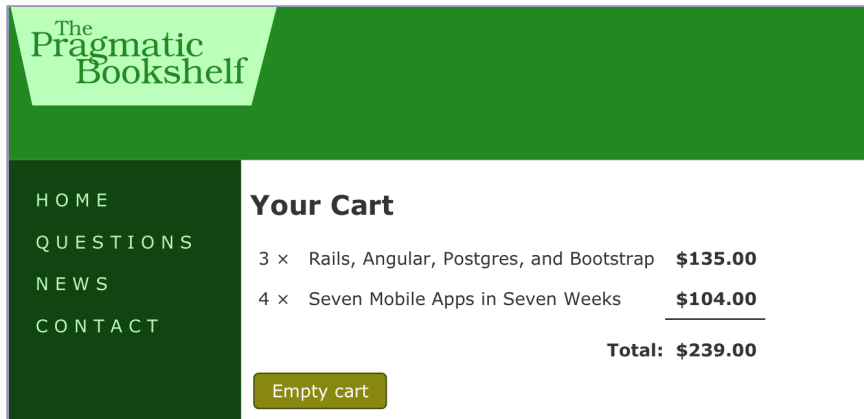 The
Pragmatic
Bookshelf
HOME
QUESTIONS
NEWS
CONTACT
Your Cart
3 × Rails, Angular, Postgres, and Bootstrap $135.00
4 × Seven Mobile Apps in Seven Weeks $104.00
Total: $239.00
Empty cart